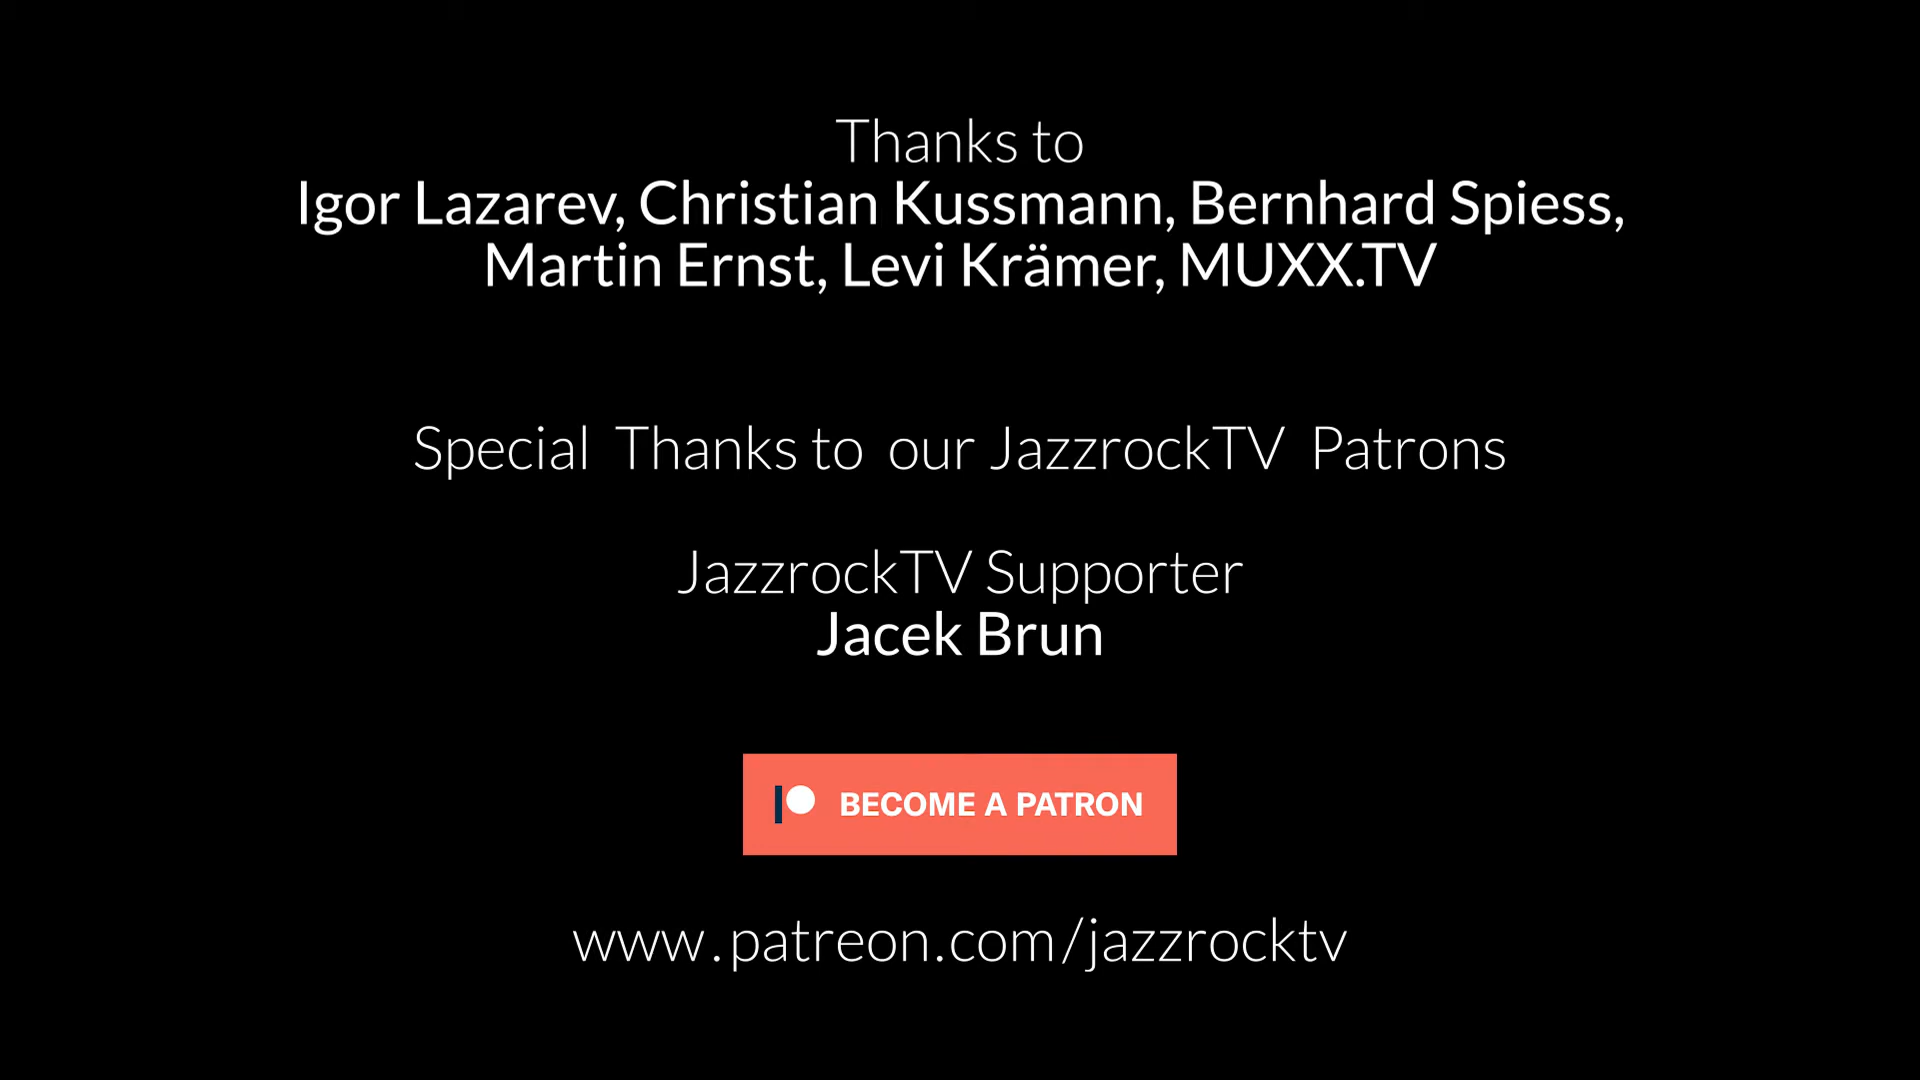 Thanks to
Igor Lazarev, Christian Kussmann, Bernhard Spiess,
Martin Ernst, Levi Krämer, MUXX.TV
Special Thanks to our JazzrockTV Patrons
JazzrockTV Supporter
Jacek Brun
BECOME A PATRON
www.patreon.com/jazzrocktv